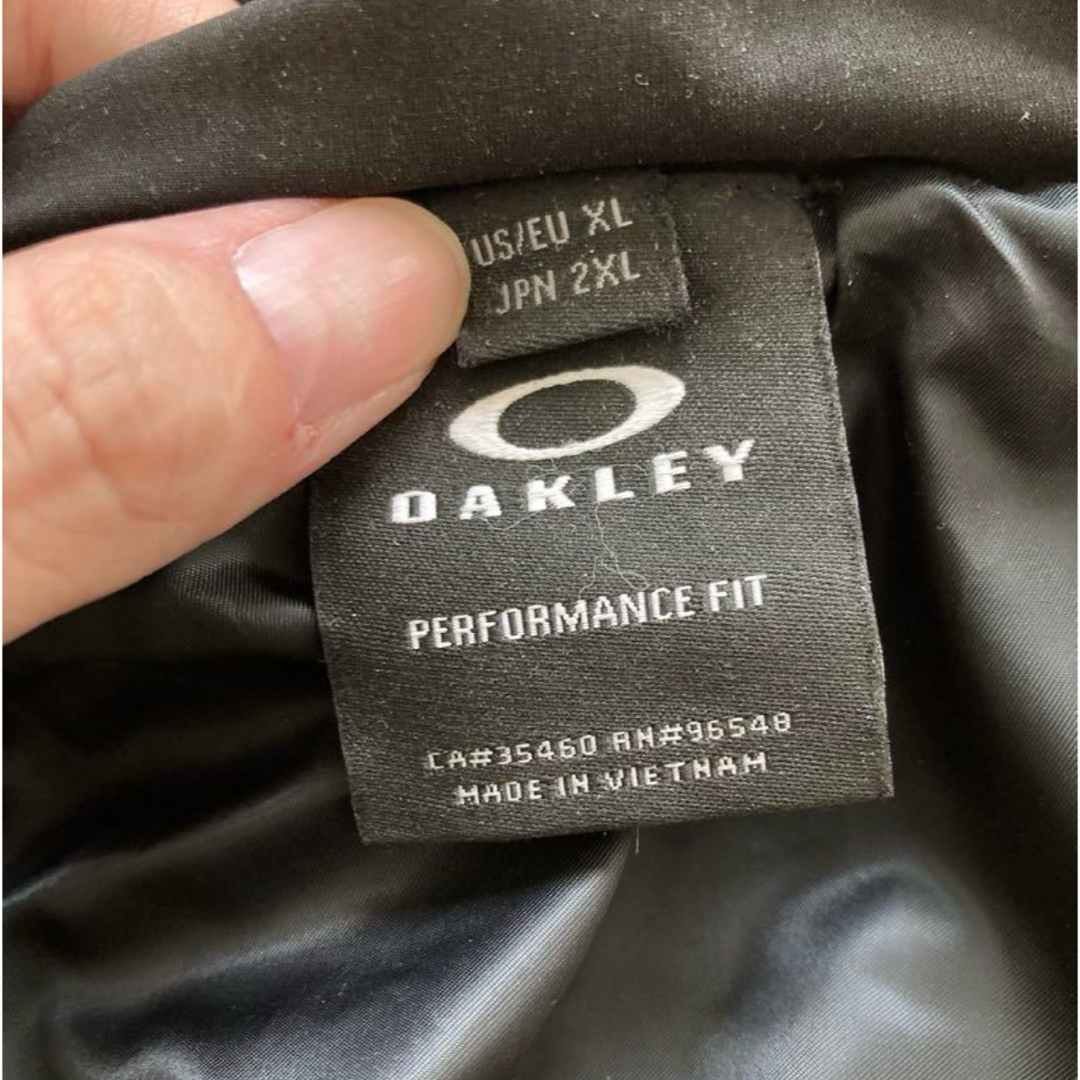 US/EU XL
JPN 2XL
OAKLEY
PERFORMANCE FIT
CA#35460 RN#96548
MADE IN VIETNAM